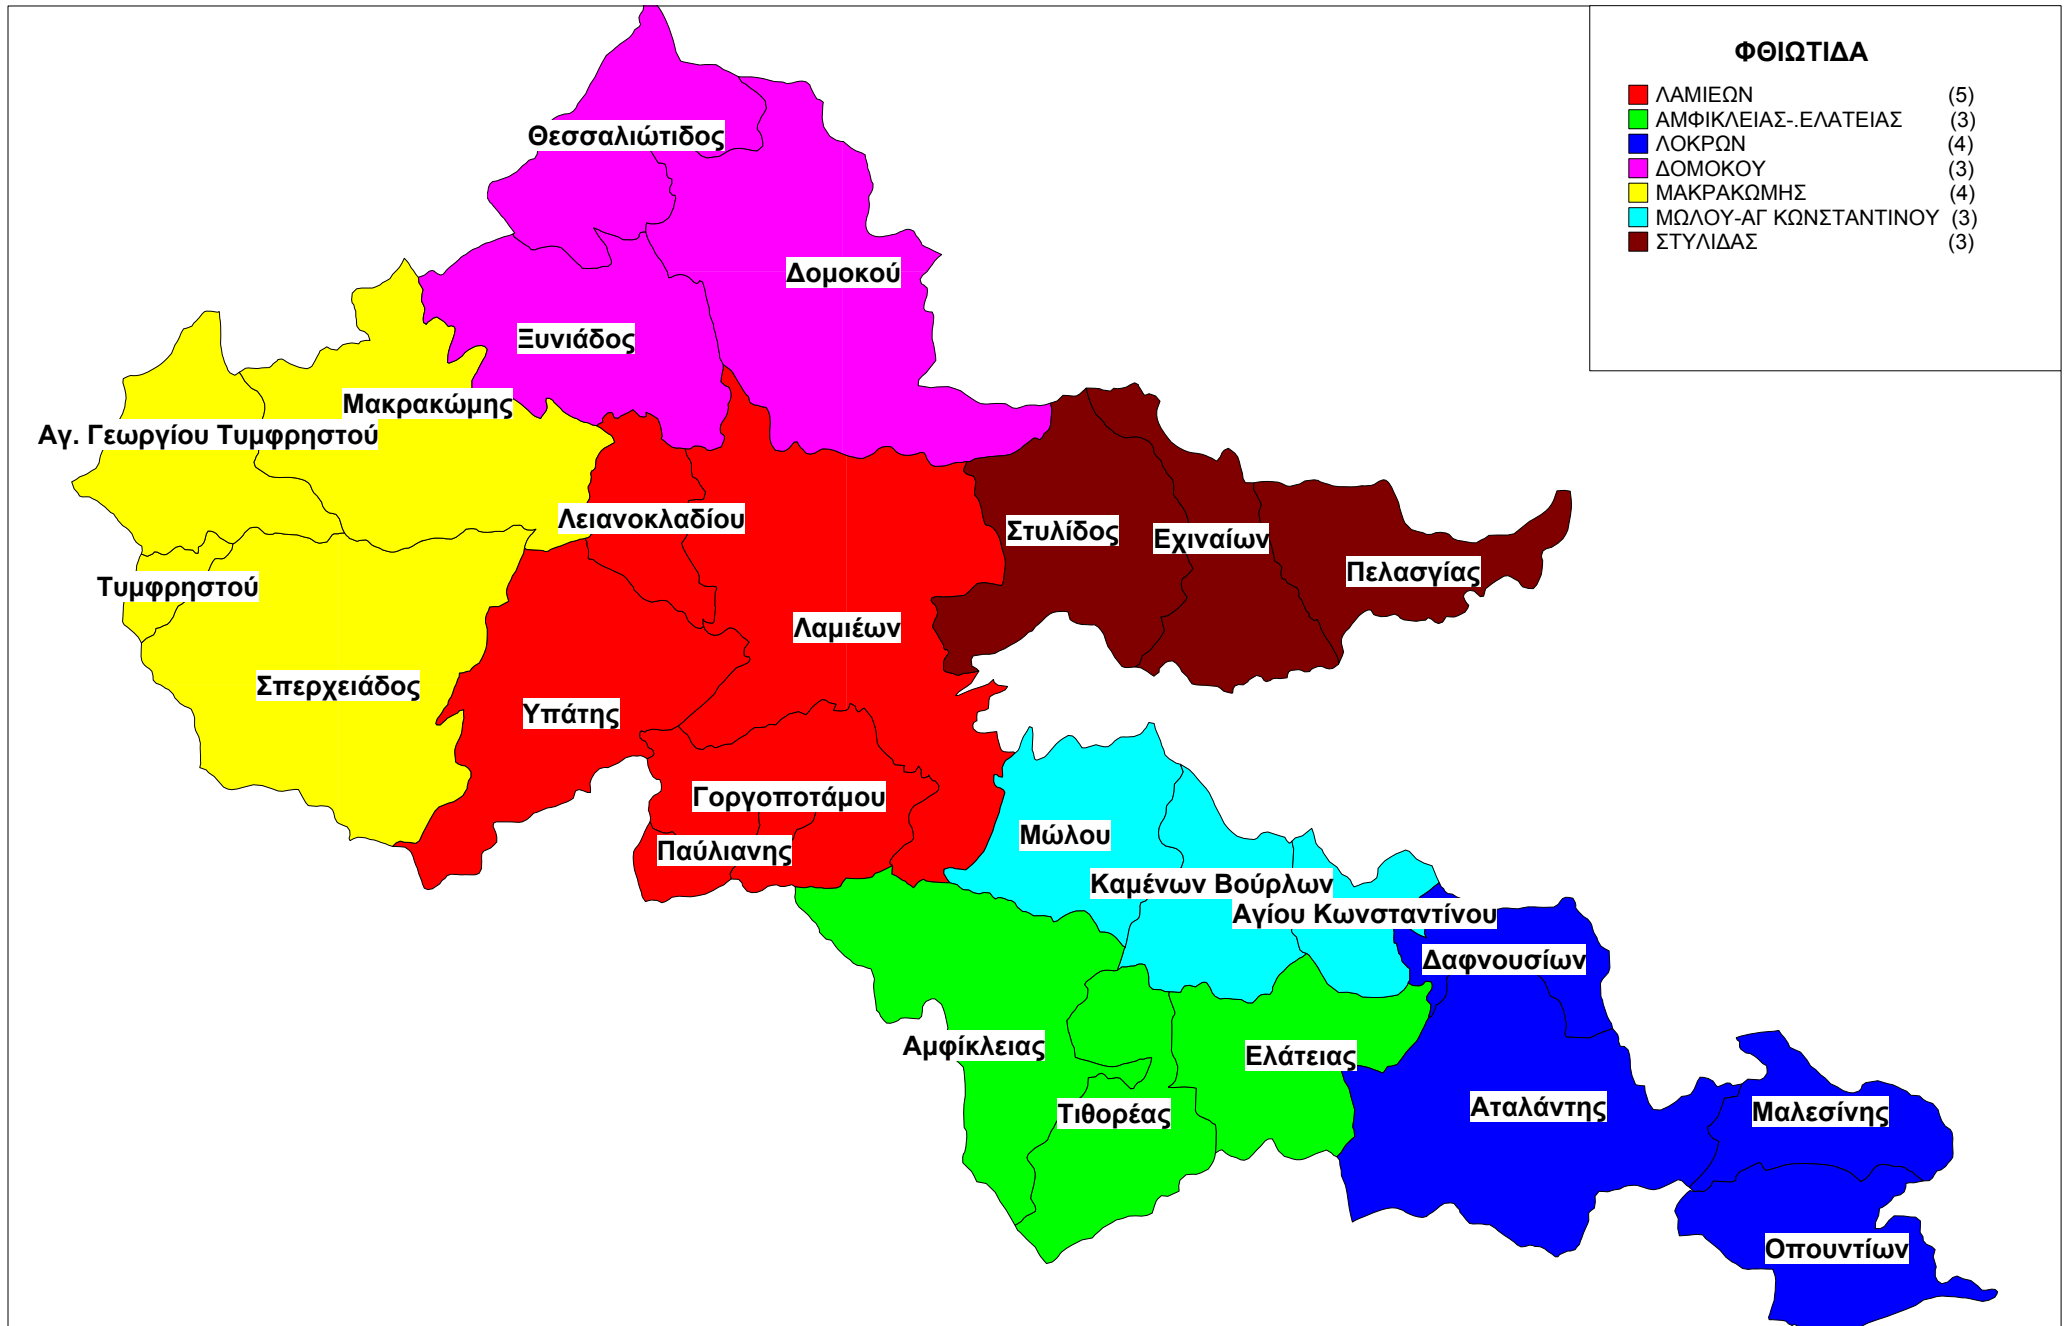 ΦΘΙΩΤΙΔΑ
ΛΑΜΙΕΩΝ (5)
ΑΜΦΙΚΛΕΙΑΣ-.ΕΛΑΤΕΙΑΣ (3)
ΛΟΚΡΩΝ (4)
ΔΟΜΟΚΟΥ (3)
ΜΑΚΡΑΚΩΜΗΣ (4)
ΜΩΛΟΥ-ΑΓ ΚΩΝΣΤΑΝΤΙΝΟΥ (3)
ΣΤΥΛΙΔΑΣ (3)
Θεσσαλιώτιδος
Δομοκού
Ξυνιάδος
Μακρακώμης
Αγ. Γεωργίου Τυμφρηστού
Λειανοκλαδίου
Στυλίδος
Εχιναίων
Πελασγίας
Τυμφρηστού
Λαμιέων
Σπερχειάδος
Υπάτης
Γοργοποτάμου
Μώλου
Παύλιανης
Καμένων Βούρλων
Αγίου Κωνσταντίνου
Δαφνουσίων
Αμφίκλειας
Ελάτειας
Τιθορέας
Αταλάντης
Μαλεσίνης
Οπουντίων